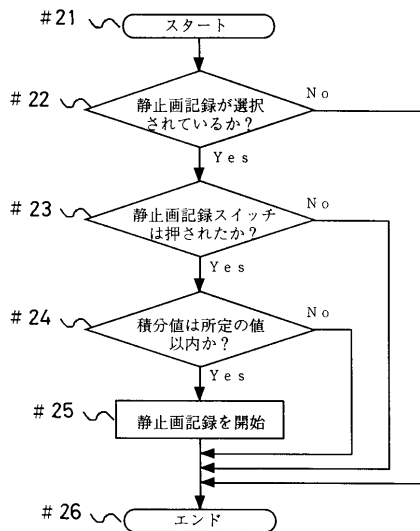 #21 スタート
#22 静止画記録が選択
されているか?
No
Yes
#23 静止画記録スイッチ
は押されたか?
No
Yes
#24 積分値は所定の値
以内か?
No
Yes
#25 静止画記録を開始
#26 エンド